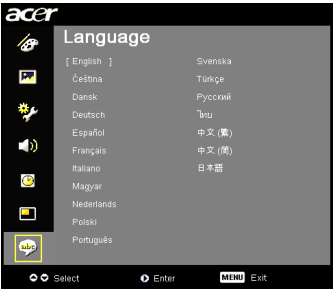 acer
Language
[ English ]
Čeština
Dansk
Deutsch
Español
Français
Italiano
Magyar
Nederlands
Polski
Português
Svenska
Türkçe
Русский
ไทย
中文 (繁)
中文 (简)
日本語
abc
Select
Enter
MENU Exit